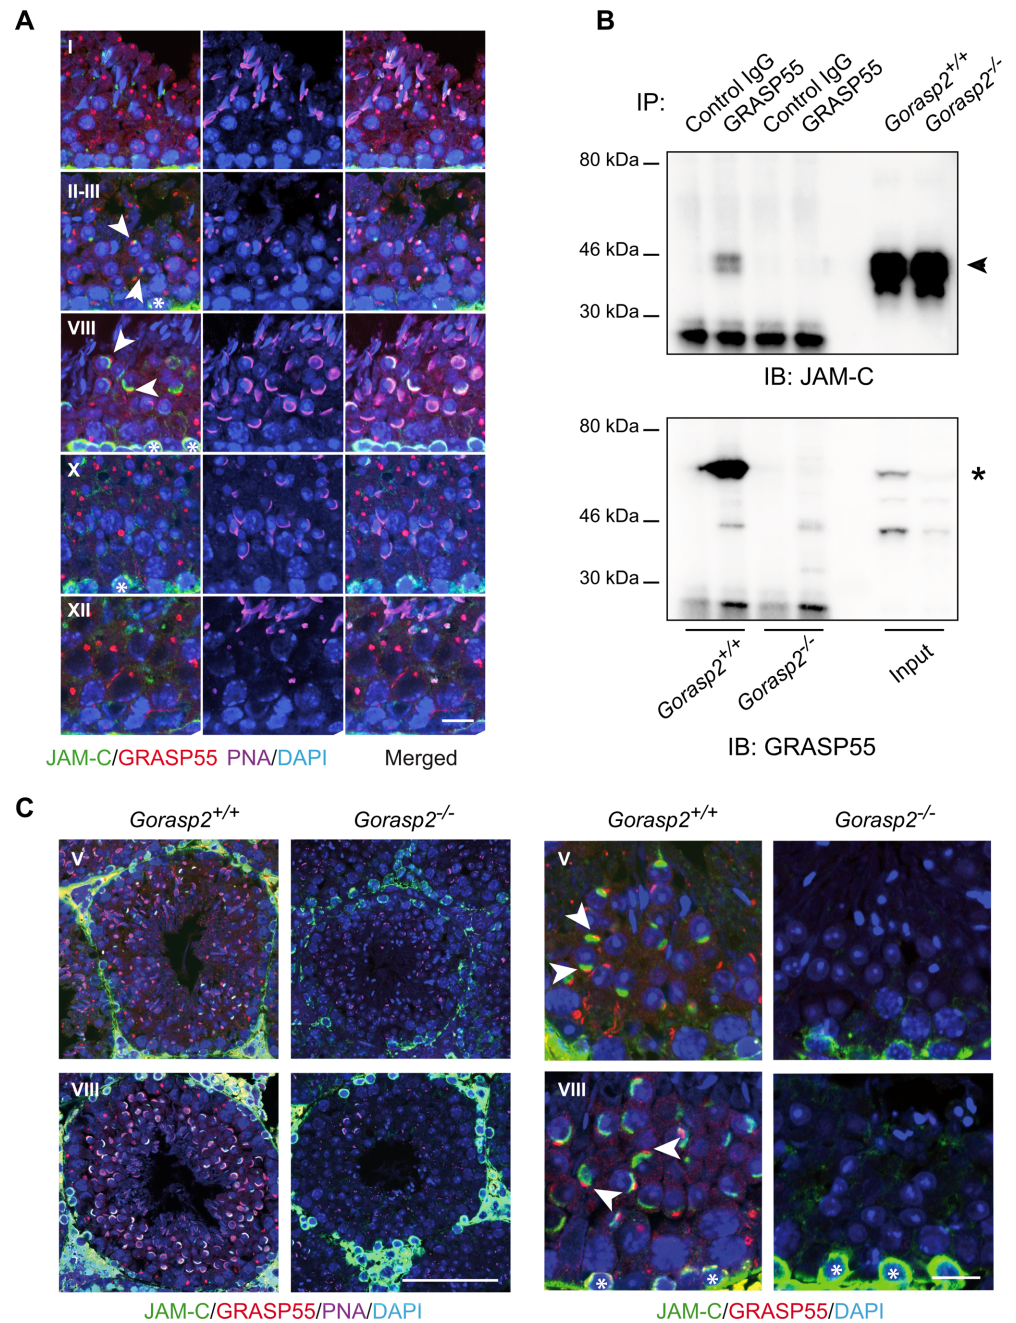 A
I
II-III
*
VIII
* *
X
*
XII
JAM-C/GRASP55 PNA/DAPI Merged
B
IP:
Control IgG
GRASP55
Control IgG
GRASP55
Gorasp2+/+
Gorasp2-/-
80 kDa
46 kDa
30 kDa
IB: JAM-C
80 kDa
*
46 kDa
30 kDa
Gorasp2+/+
Gorasp2-/-
Input
IB: GRASP55
C
Gorasp2+/+ Gorasp2-/- Gorasp2+/+ Gorasp2-/-
V V
VIII VIII
* * * *
JAM-C/GRASP55/PNA/DAPI JAM-C/GRASP55/DAPI